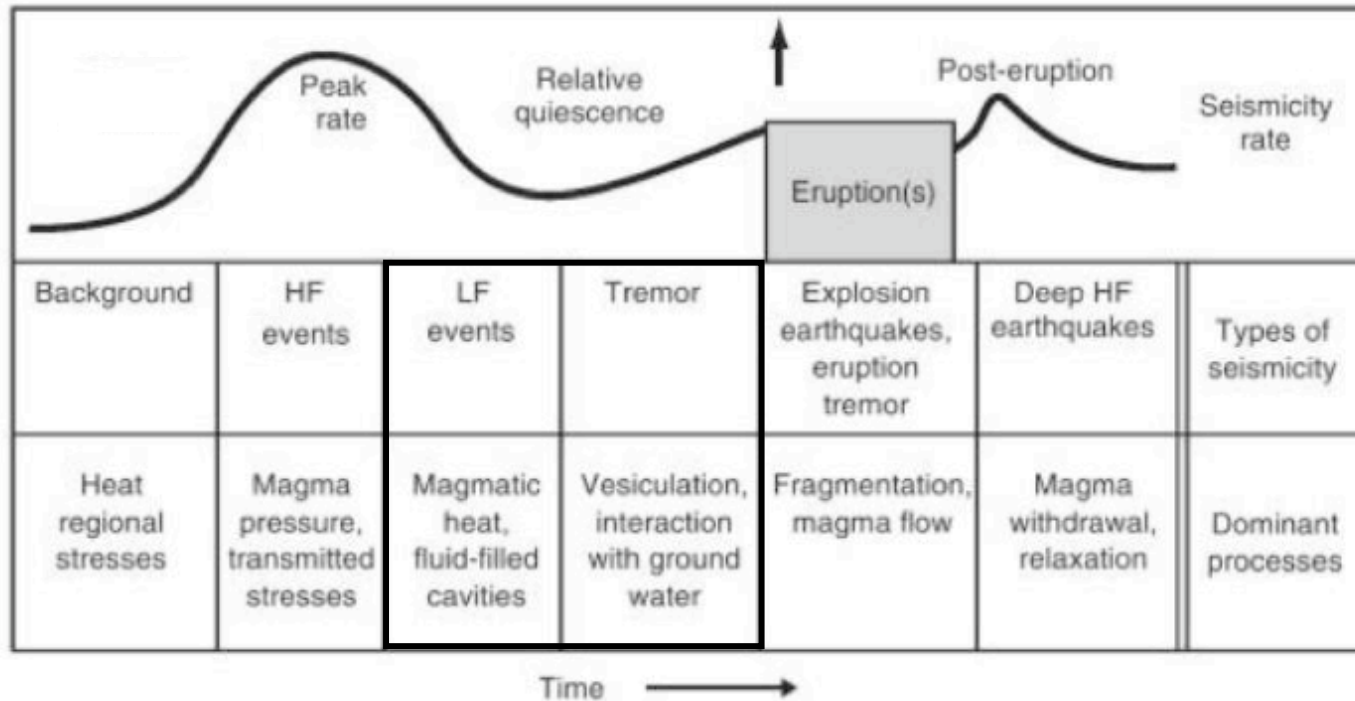 Peak
rate
Relative
quiescence
Post-eruption
Seismicity
rate
Eruption(s)
Background
HF
events
LF
events
Tremor
Explosion
earthquakes,
eruption
tremor
Deep HF
earthquakes
Types of
seismicity
Heat
regional
stresses
Magma
pressure,
transmitted
stresses
Magmatic
heat,
fluid-filled
cavities
Vesiculation,
interaction
with ground
water
Fragmentation,
magma flow
Magma
withdrawal,
relaxation
Dominant
processes
Time